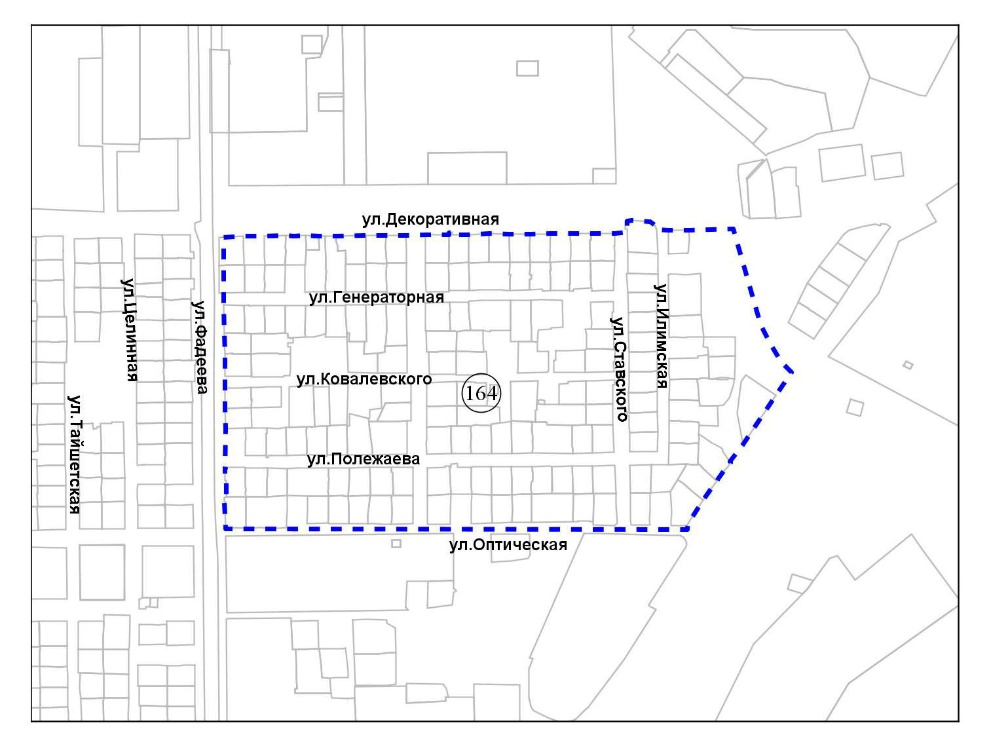 ул.Декоративная
ул.Генераторная
ул.Целинная
ул.Фадеева
ул.Илимская
ул.Ставского
ул.Ковалевского
164
ул.Тайшетская
ул.Полежаева
ул.Оптическая